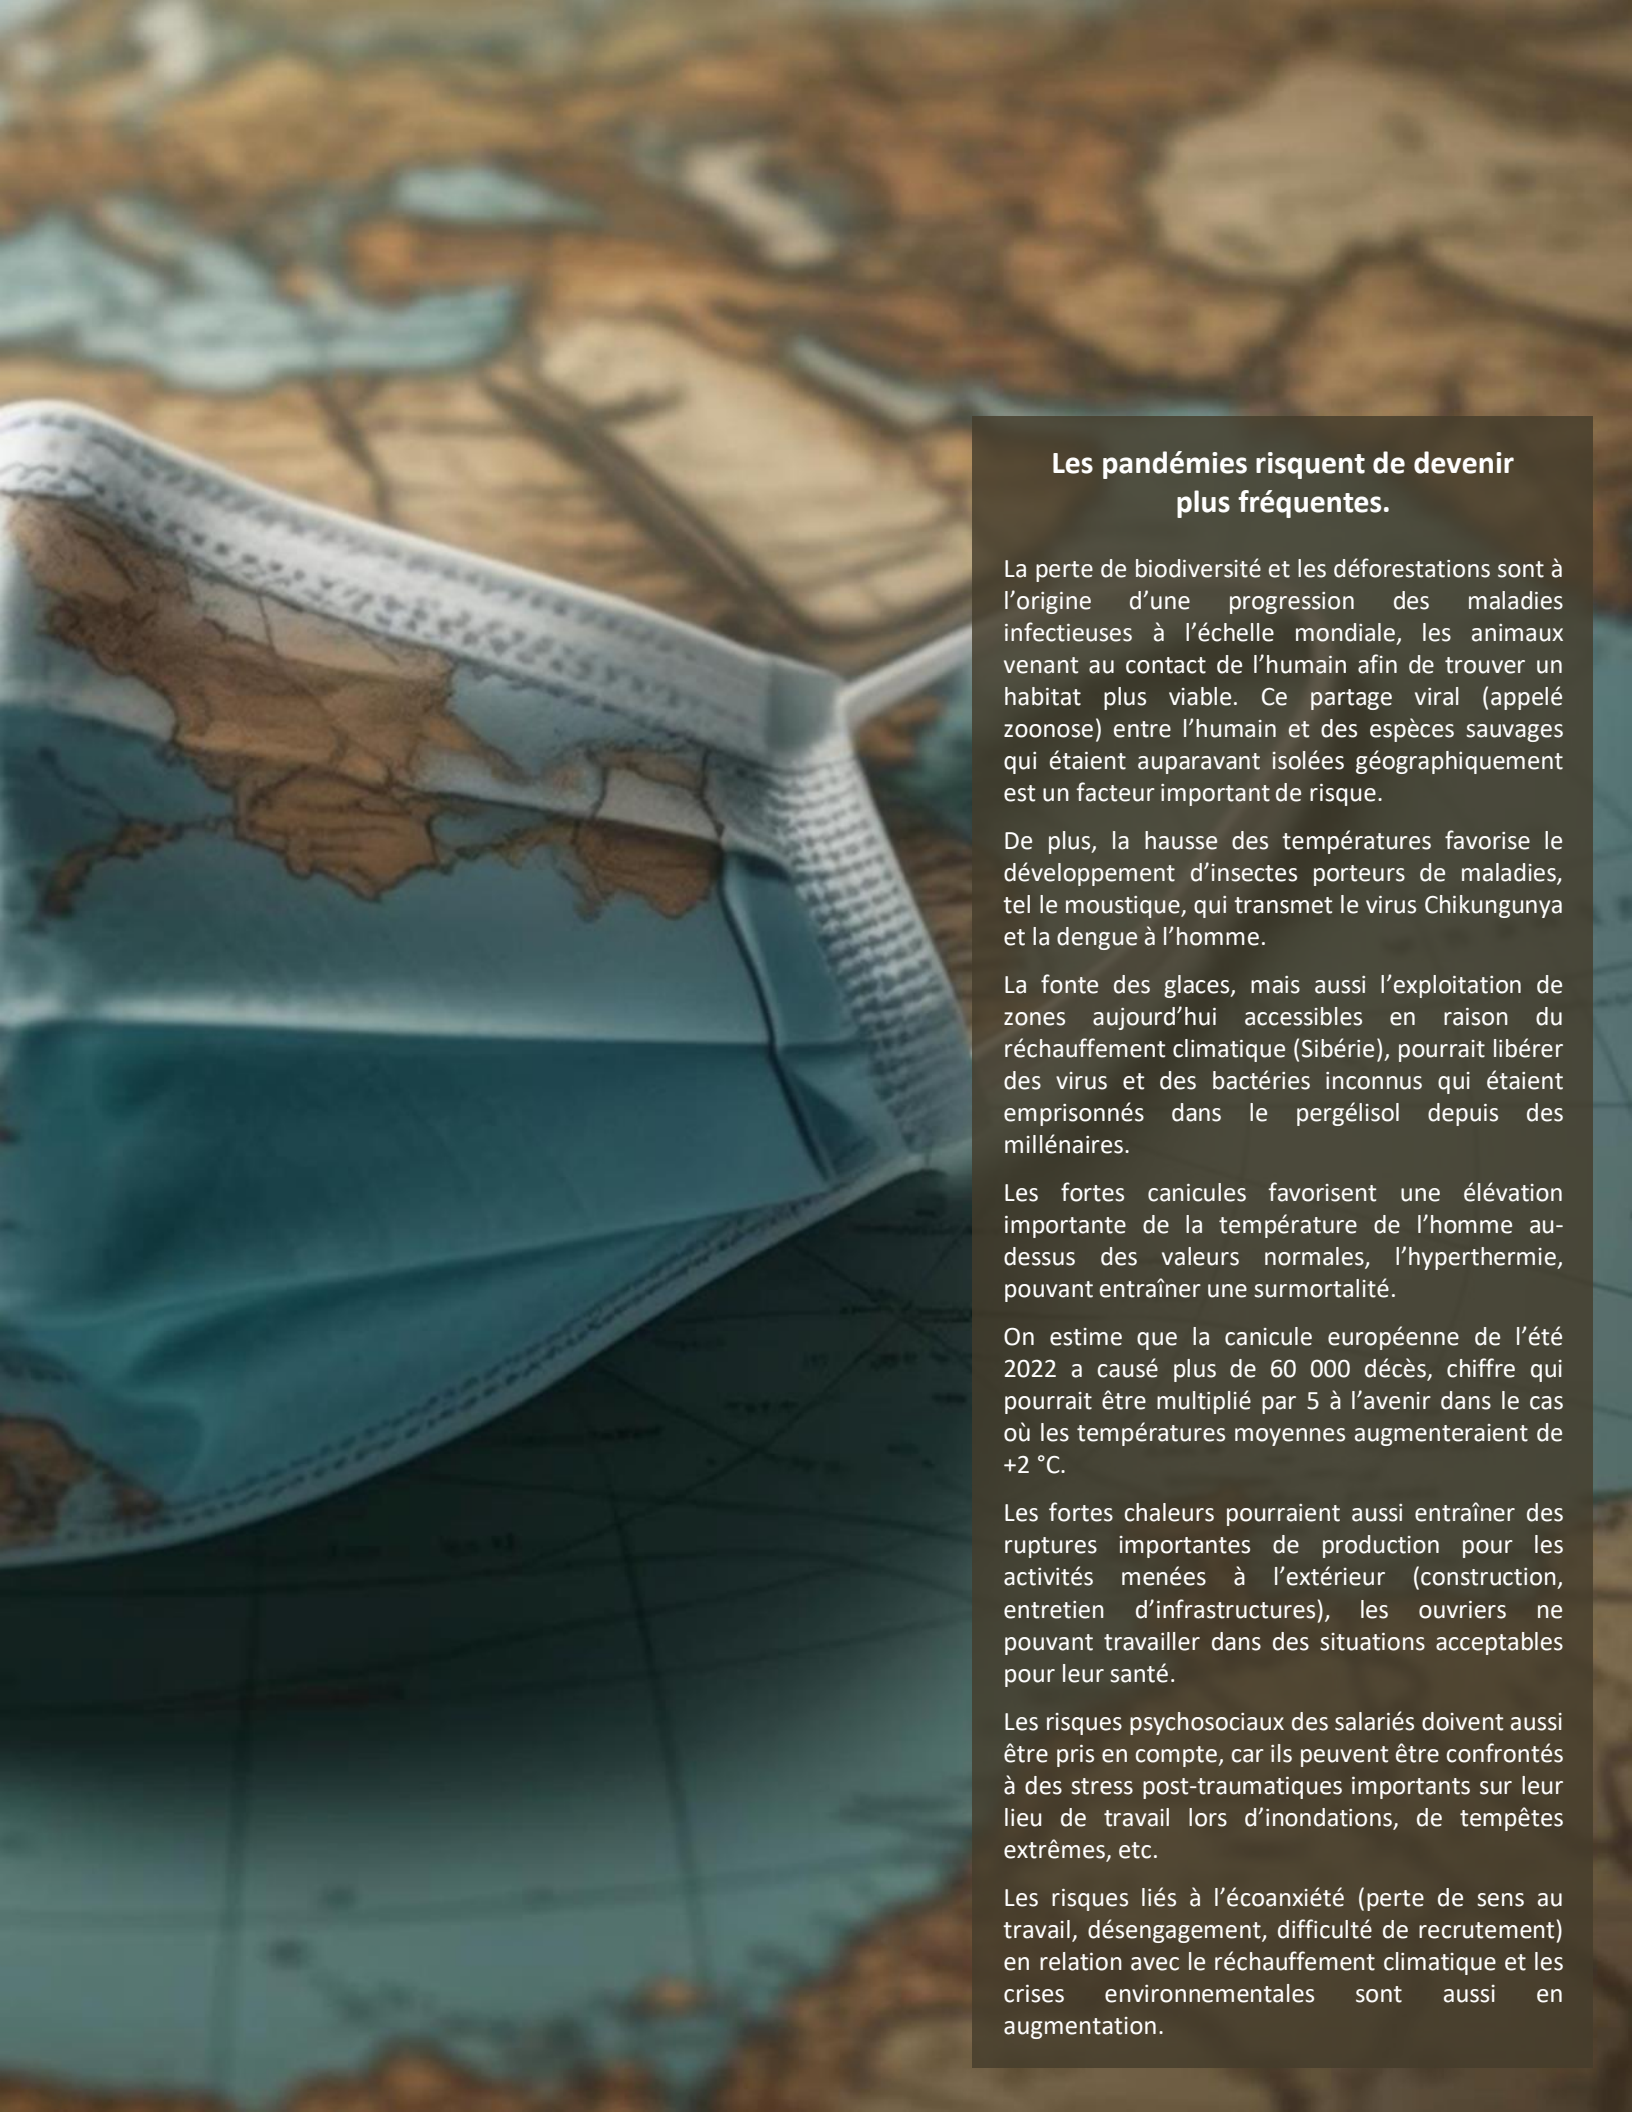 Les pandémies risquent de devenir
plus fréquentes.
La perte de biodiversité et les déforestations sont à
l’origine d’une progression des maladies
infectieuses à l’échelle mondiale, les animaux
venant au contact de l’humain afin de trouver un
habitat plus viable. Ce partage viral (appelé
zoonose) entre l’humain et des espèces sauvages
qui étaient auparavant isolées géographiquement
est un facteur important de risque.
De plus, la hausse des températures favorise le
développement d’insectes porteurs de maladies,
tel le moustique, qui transmet le virus Chikungunya
et la dengue à l’homme.
La fonte des glaces, mais aussi l’exploitation de
zones aujourd’hui accessibles en raison du
réchauffement climatique (Sibérie), pourrait libérer
des virus et des bactéries inconnus qui étaient
emprisonnés dans le pergélisol depuis des
millénaires.
Les fortes canicules favorisent une élévation
importante de la température de l’homme au-
dessus des valeurs normales, l’hyperthermie,
pouvant entraîner une surmortalité.
On estime que la canicule européenne de l’été
2022 a causé plus de 60 000 décès, chiffre qui
pourrait être multiplié par 5 à l’avenir dans le cas
où les températures moyennes augmenteraient de
+2 °C.
Les fortes chaleurs pourraient aussi entraîner des
ruptures importantes de production pour les
activités menées à l’extérieur (construction,
entretien d’infrastructures), les ouvriers ne
pouvant travailler dans des situations acceptables
pour leur santé.
Les risques psychosociaux des salariés doivent aussi
être pris en compte, car ils peuvent être confrontés
à des stress post-traumatiques importants sur leur
lieu de travail lors d’inondations, de tempêtes
extrêmes, etc.
Les risques liés à l’écoanxiété (perte de sens au
travail, désengagement, difficulté de recrutement)
en relation avec le réchauffement climatique et les
crises environnementales sont aussi en
augmentation.